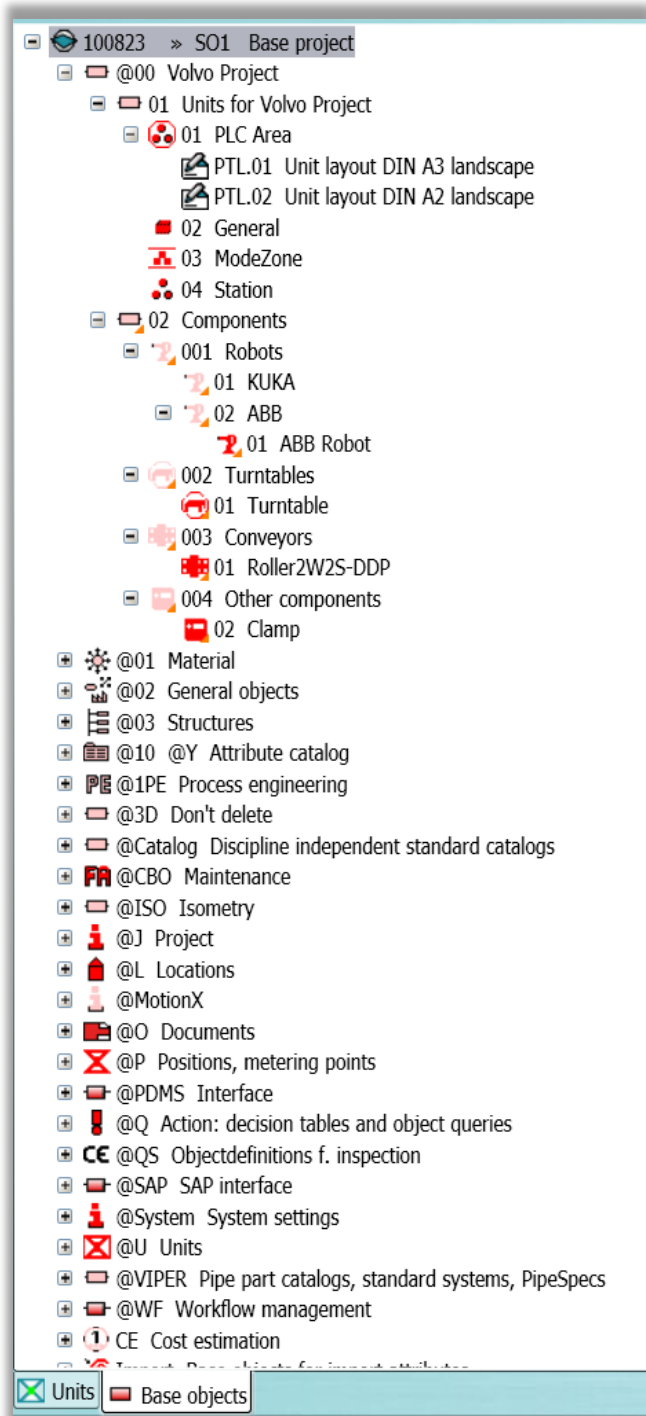 100823 » SO1 Base project
@00 Volvo Project
01 Units for Volvo Project
01 PLC Area
PTL.01 Unit layout DIN A3 landscape
PTL.02 Unit layout DIN A2 landscape
02 General
03 ModeZone
04 Station
02 Components
001 Robots
01 KUKA
02 ABB
01 ABB Robot
002 Turntables
01 Turntable
003 Conveyors
01 Roller2W2S-DDP
004 Other components
02 Clamp
@01 Material
@02 General objects
@03 Structures
@10 @Y Attribute catalog
PE @1PE Process engineering
@3D Don't delete
@Catalog Discipline independent standard catalogs
FA @CBO Maintenance
@ISO Isometry
@J Project
@L Locations
@MotionX
@O Documents
@P Positions, metering points
@PDMS Interface
@Q Action: decision tables and object queries
CE @QS Objectdefinitions f. inspection
@SAP SAP interface
@System System settings
@U Units
@VIPER Pipe part catalogs, standard systems, PipeSpecs
@WF Workflow management
1 CE Cost estimation
Import Base objects for import attributes
Units Base objects